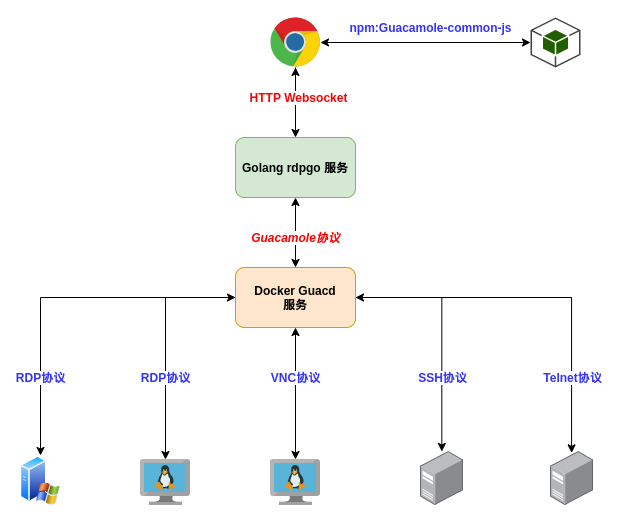 npm:Guacamole-common-js
HTTP Websocket
Golang rdpgo 服务
Guacamole协议
Docker Guacd
服务
RDP协议
RDP协议
VNC协议
SSH协议
Telnet协议